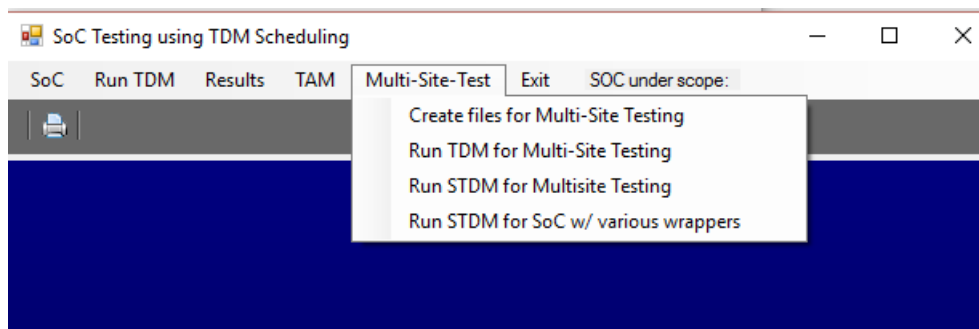 SoC Testing using TDM Scheduling
SoC Run TDM Results TAM Multi-Site-Test Exit SOC under scope:
Create files for Multi-Site Testing
Run TDM for Multi-Site Testing
Run STDM for Multisite Testing
Run STDM for SoC w/ various wrappers